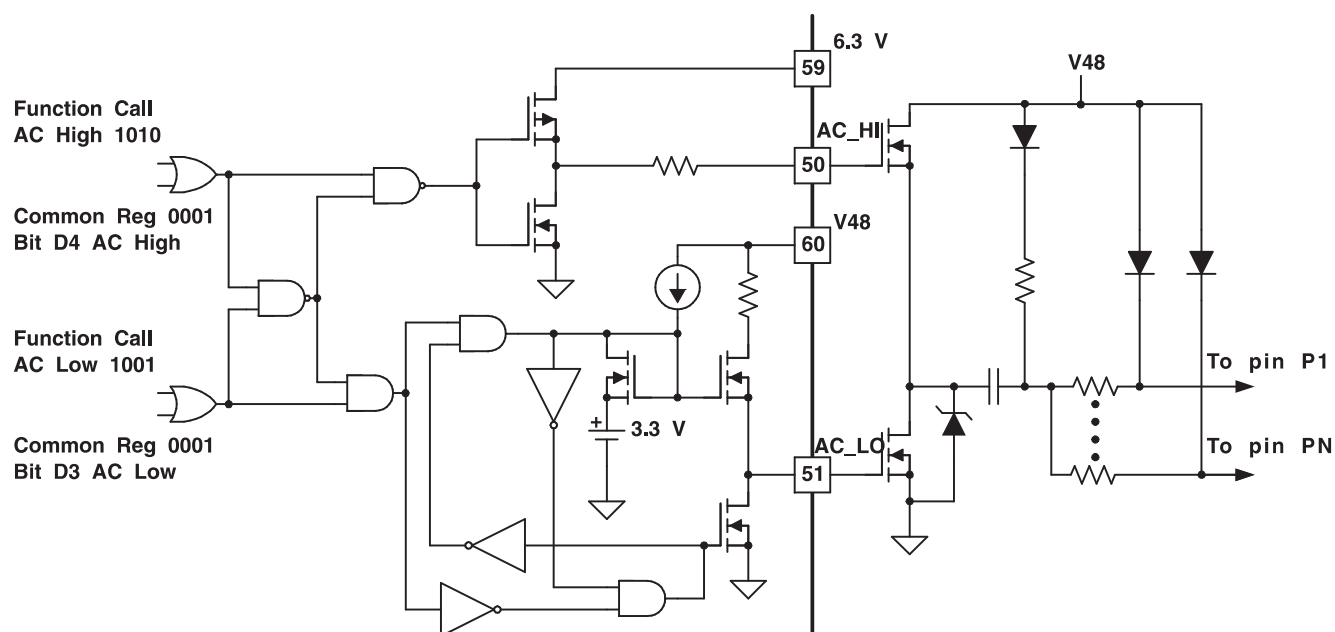 6.3 V
59
V48
Function Call
AC High 1010
AC_HI
50
Common Reg 0001
Bit D4 AC High
V48
60
Function Call
AC Low 1001
To pin P1
+
3.3 V
AC_LO
To pin PN
Common Reg 0001
Bit D3 AC Low
51